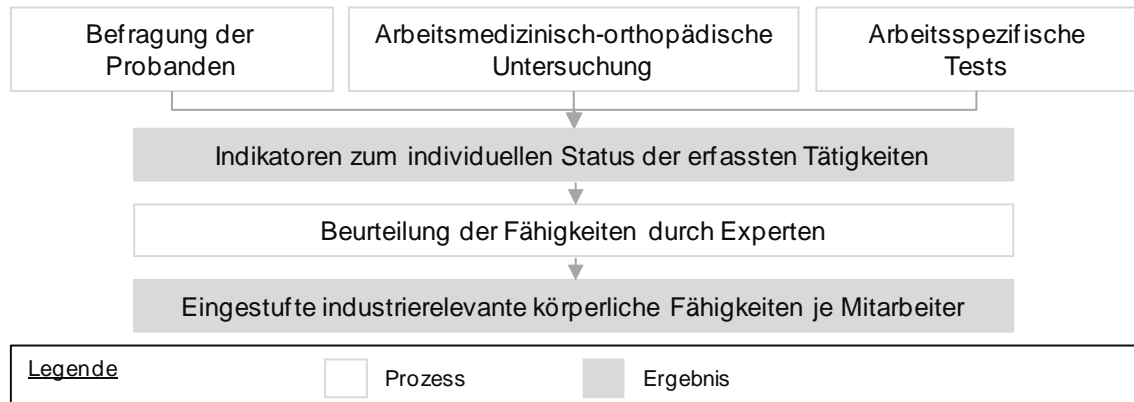 Befragung der
Probanden
Arbeitsmedizinisch-orthopädische
Untersuchung
Arbeitsspezifische
Tests
Indikatoren zum individuellen Status der erfassten Tätigkeiten
Beurteilung der Fähigkeiten durch Experten
Eingestufte industrierelevante körperliche Fähigkeiten je Mitarbeiter
Legende
Prozess
Ergebnis